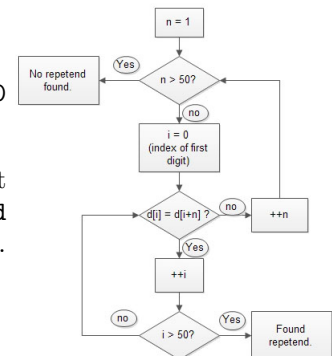 n = 1
Yes
n > 50?
No repetend
found.
no
i = 0
(index of first
digit)
d[i] = d[i+n] ?
no
++n
Yes
++i
no
i > 50?
Yes
Found
repetend.